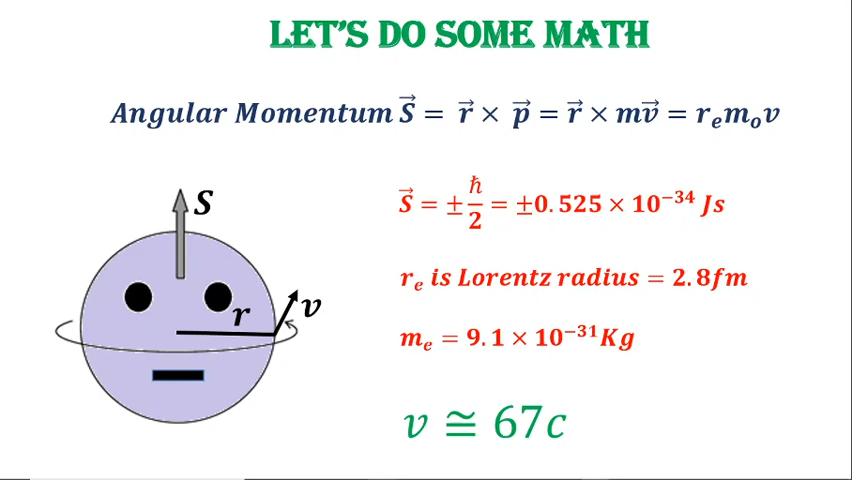 LET'S DO SOME MATH
Angular Momentum S⃗ = r⃗ × p⃗ = r⃗ × mv⃗ = rₑmₒv
S
S⃗ = ± ℏ/2 = ±0.525 × 10⁻³⁴ Js
rₑ is Lorentz radius = 2.8fm
r
v
mₑ = 9.1 × 10⁻³¹Kg
v ≅ 67c